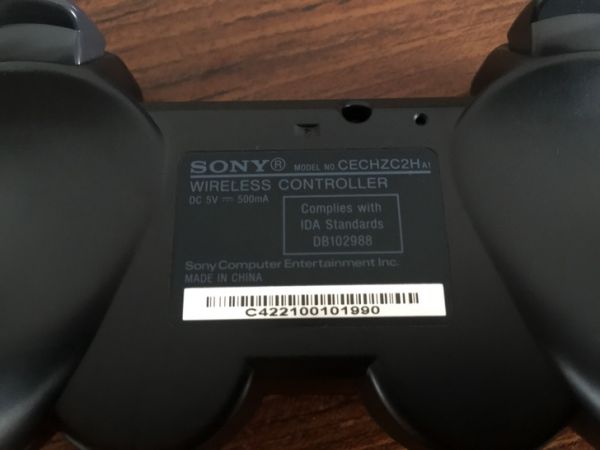 SONY® MODEL NO. CECHZC2H A1
WIRELESS CONTROLLER
DC 5V ⎓ 500mA
Complies with
IDA Standards
DB102988
Sony Computer Entertainment Inc.
MADE IN CHINA
C422100101990